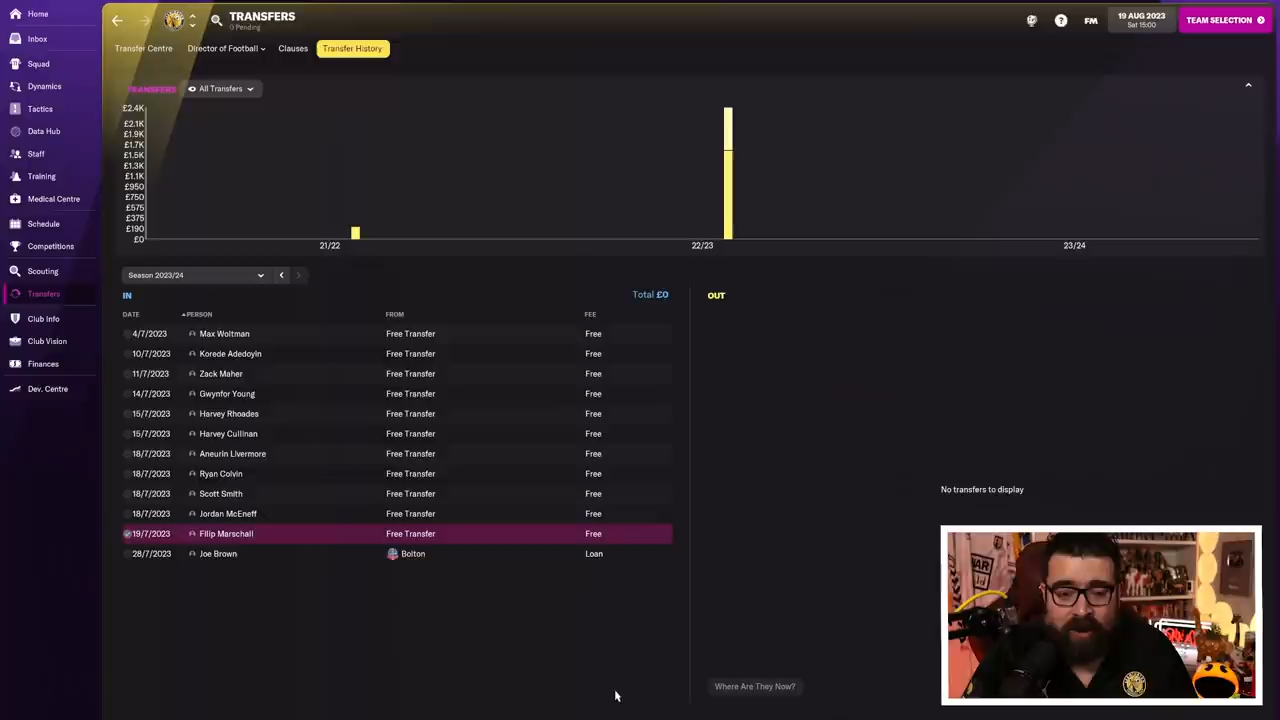 Home
Inbox
Squad
Dynamics
Tactics
Data Hub
Staff
Training
Medical Centre
Schedule
Competitions
Scouting
Transfers
Club Info
Club Vision
Finances
Dev. Centre
TRANSFERS
0 Pending
FM
19 AUG 2023
Sat 15:00
TEAM SELECTION
Transfer Centre
Director of Football
Clauses
Transfer History
TRANSFERS
All Transfers
£2.4K
£2.1K
£1.9K
£1.7K
£1.5K
£1.3K
£1.1K
£950
£750
£575
£375
£190
£0
21/22
22/23
23/24
Season 2023/24
IN
Total £0
DATE PERSON FROM FEE
4/7/2023 Max Woltman Free Transfer Free
10/7/2023 Korede Adedoyin Free Transfer Free
11/7/2023 Zack Maher Free Transfer Free
14/7/2023 Gwynfor Young Free Transfer Free
15/7/2023 Harvey Rhoades Free Transfer Free
15/7/2023 Harvey Cullinan Free Transfer Free
18/7/2023 Aneurin Livermore Free Transfer Free
18/7/2023 Ryan Colvin Free Transfer Free
18/7/2023 Scott Smith Free Transfer Free
18/7/2023 Jordan McEneff Free Transfer Free
19/7/2023 Filip Marschall Free Transfer Free
28/7/2023 Joe Brown Bolton Loan
OUT
No transfers to display
Where Are They Now?